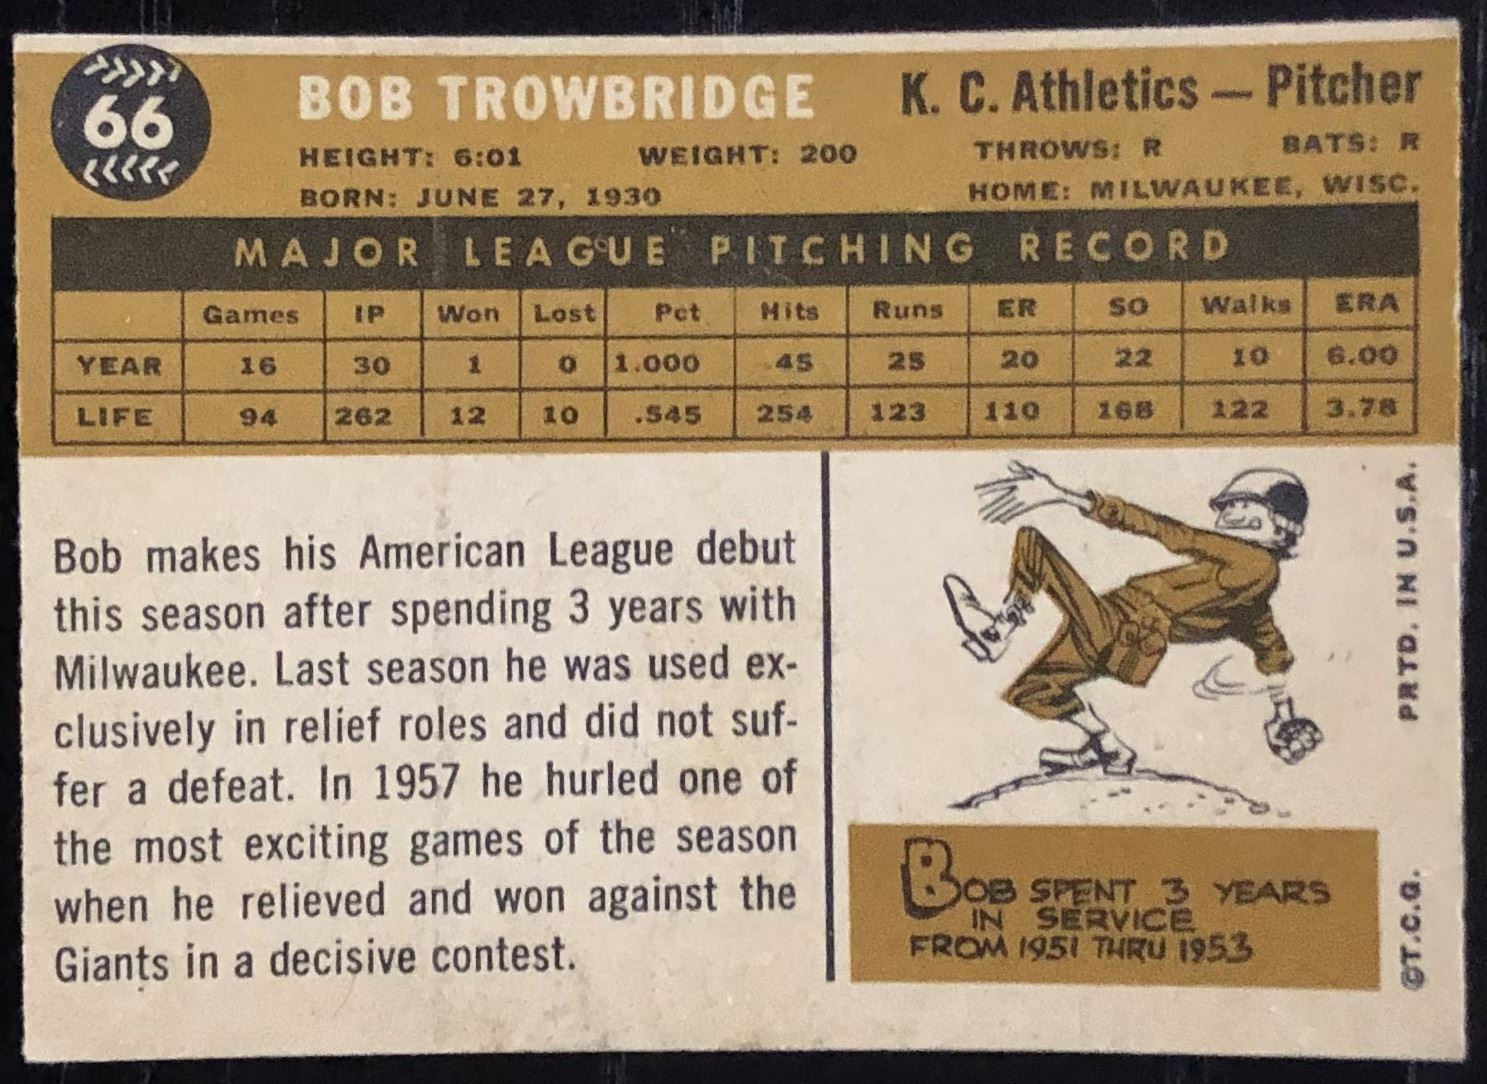 66
BOB TROWBRIDGE
K. C. Athletics — Pitcher
HEIGHT: 6:01 WEIGHT: 200 THROWS: R BATS: R
BORN: JUNE 27, 1930 HOME: MILWAUKEE, WISC.
MAJOR LEAGUE PITCHING RECORD
Games IP Won Lost Pct Hits Runs ER SO Walks ERA
YEAR 16 30 1 0 1.000 45 25 20 22 10 6.00
LIFE 94 262 12 10 .545 254 123 110 168 122 3.78
Bob makes his American League debut
this season after spending 3 years with
Milwaukee. Last season he was used ex-
clusively in relief roles and did not suf-
fer a defeat. In 1957 he hurled one of
the most exciting games of the season
when he relieved and won against the
Giants in a decisive contest.
BOB SPENT 3 YEARS
IN SERVICE
FROM 1951 THRU 1953
©T.C.G. PRTD. IN U.S.A.